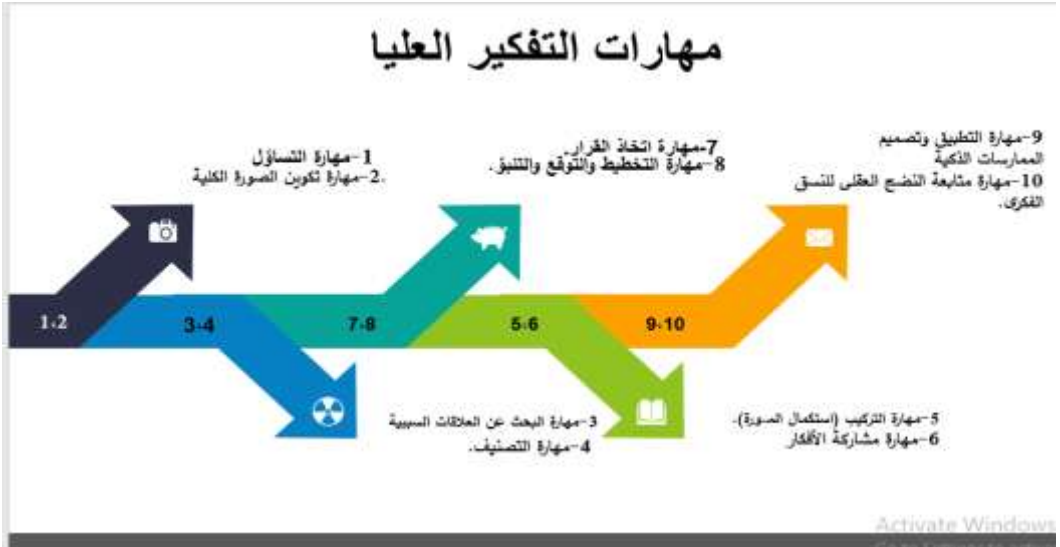 مهارات التفكير العليا
1-مهارة التساؤل
2-مهارة تكوين الصورة الكلية.
7-مهارة اتخاذ القرار.
8-مهارة التخطيط والتوقع والتنبؤ.
9-مهارة التطبيق وتصميم
الممارسات الذكية
10-مهارة متابعة النضج العقلى للنسق
الفكرى.
1،2
3،4
7،8
5،6
9،10
3-مهارة البحث عن العلاقات السببية
4-مهارة التصنيف.
5-مهارة التركيب (استكمال الصورة).
6-مهارة مشاركة الأفكار
Activate Windows